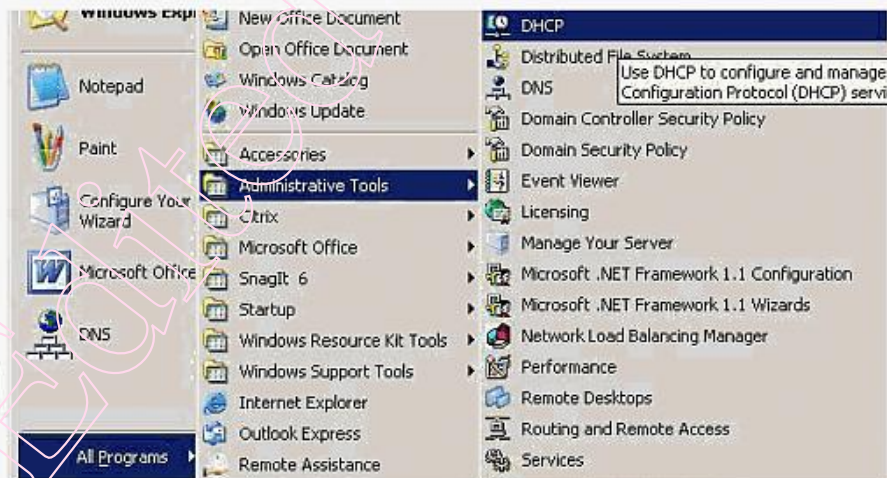 Windows Expl
Notepad
Paint
Configure Your
Wizard
Microsoft Office
DNS
All Programs
New Office Document
Open Office Document
Windows Catalog
Windows Update
Accessories
Administrative Tools
Citrix
Microsoft Office
SnagIt 6
Startup
Windows Resource Kit Tools
Windows Support Tools
Internet Explorer
Outlook Express
Remote Assistance
DHCP
Distributed File System
Use DHCP to configure and manage
Configuration Protocol (DHCP) servi
DNS
Domain Controller Security Policy
Domain Security Policy
Event Viewer
Licensing
Manage Your Server
Microsoft .NET Framework 1.1 Configuration
Microsoft .NET Framework 1.1 Wizards
Network Load Balancing Manager
Performance
Remote Desktops
Routing and Remote Access
Services
Edited